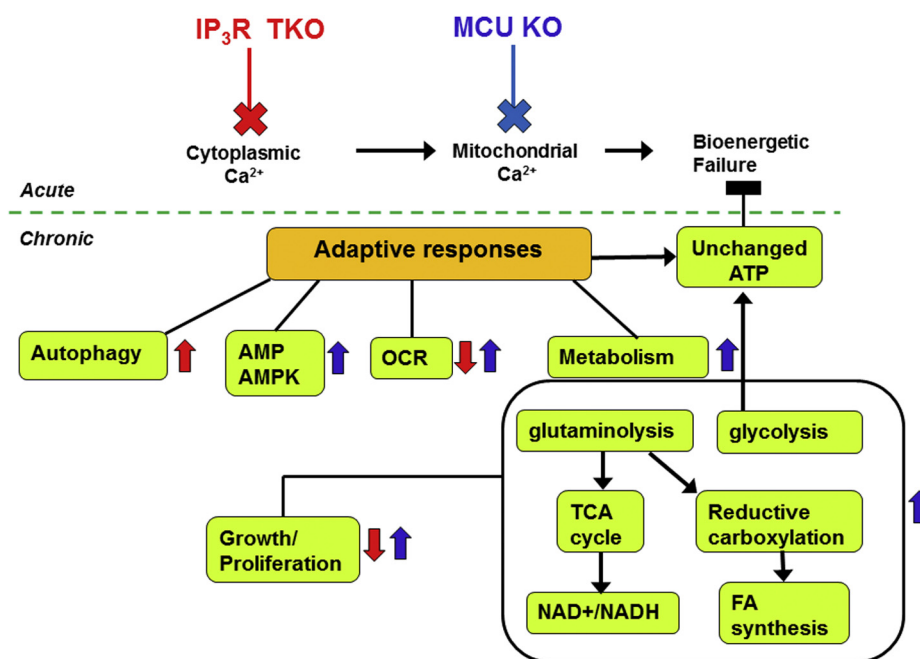 IP₃R TKO
MCU KO
Cytoplasmic
Ca²⁺
Mitochondrial
Ca²⁺
Bioenergetic
Failure
Acute
Chronic
Adaptive responses
Unchanged
ATP
Autophagy
AMP
AMPK
OCR
Metabolism
glutaminolysis
glycolysis
TCA
cycle
Reductive
carboxylation
Growth/
Proliferation
NAD+/NADH
FA
synthesis